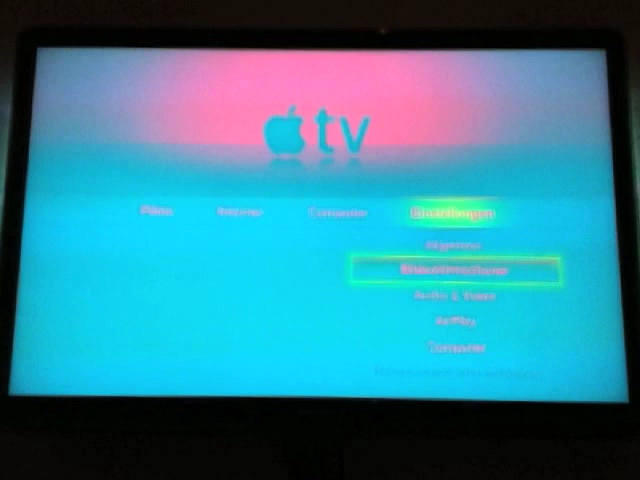 tv
Filme Internet Computer Einstellungen
Allgemein
Bildschirmschoner
Audio & Video
AirPlay
Computer